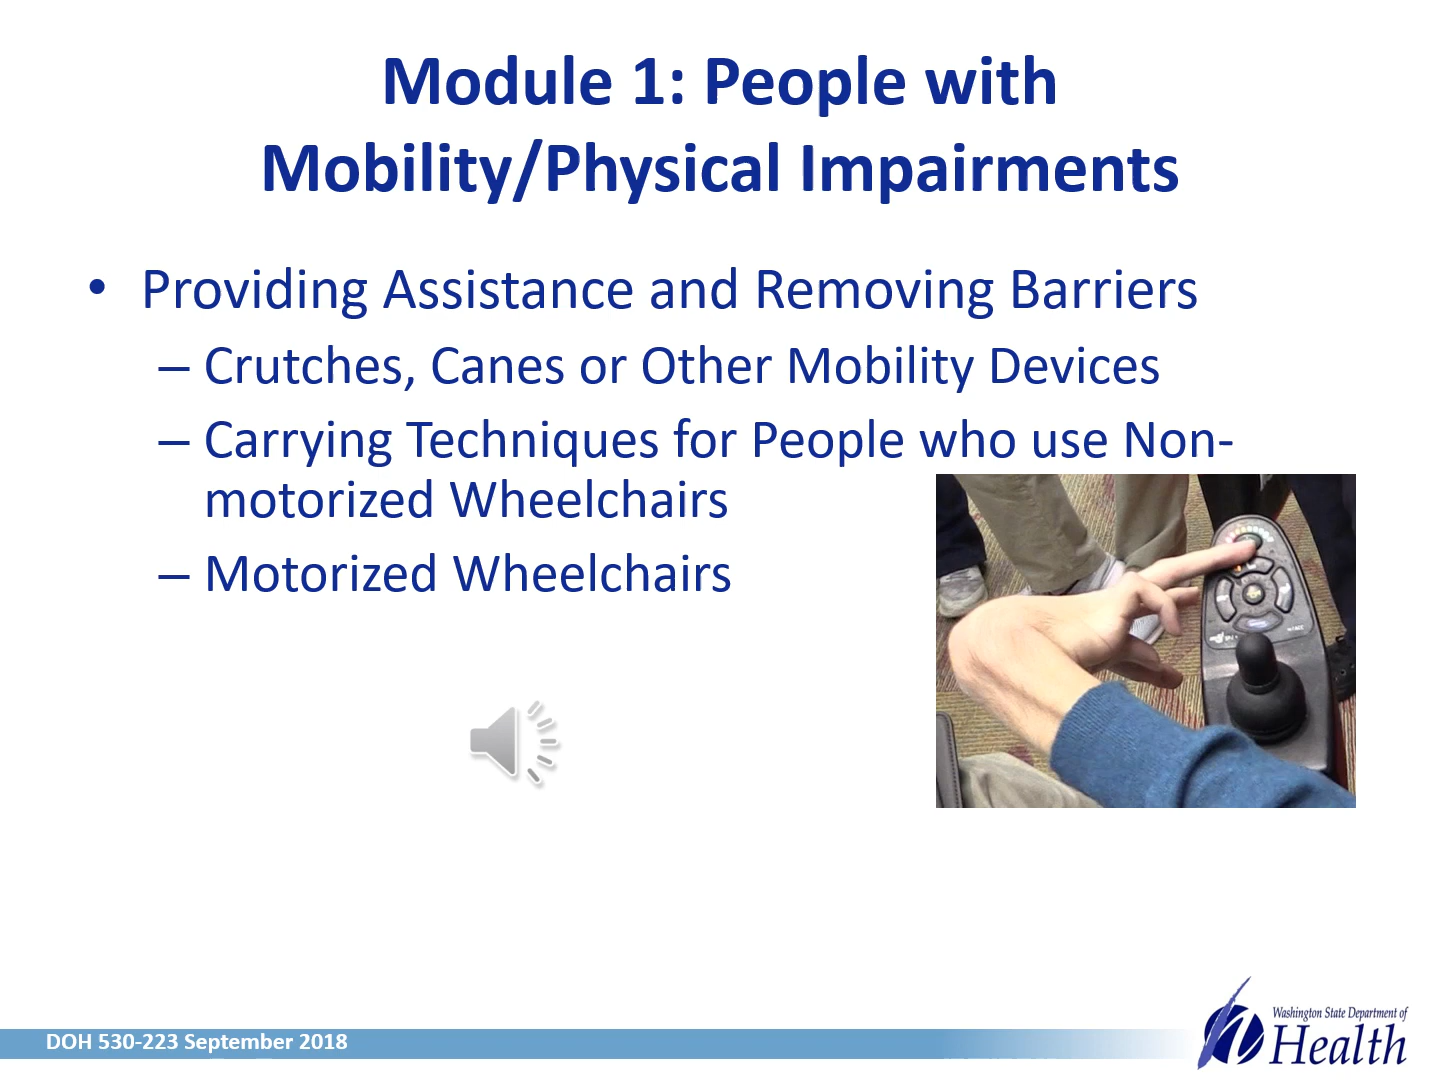 Module 1: People with
Mobility/Physical Impairments
• Providing Assistance and Removing Barriers
– Crutches, Canes or Other Mobility Devices
– Carrying Techniques for People who use Non-
motorized Wheelchairs
– Motorized Wheelchairs
DOH 530-223 September 2018
Washington State Department of
Health